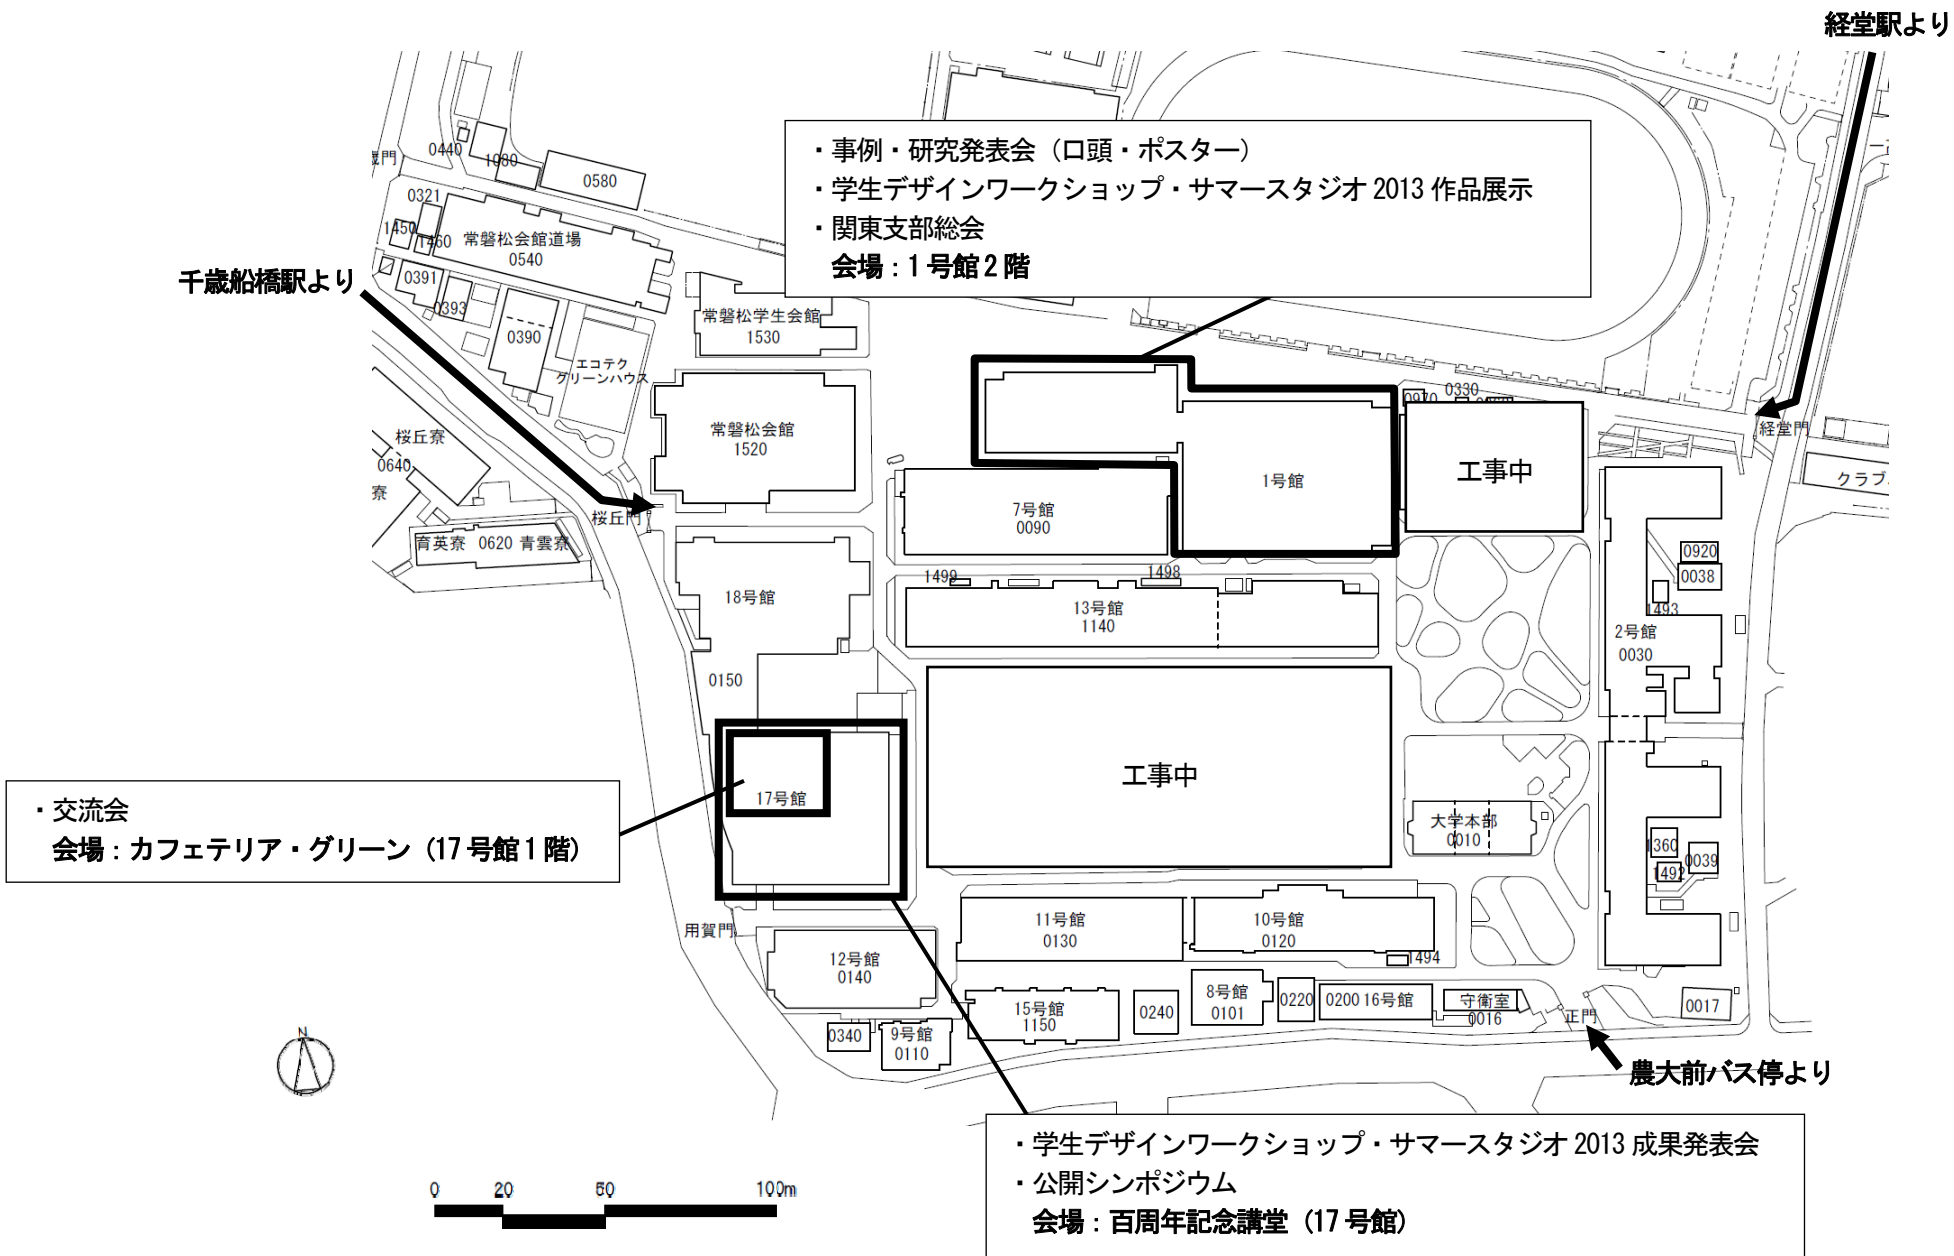 経堂駅より
・事例・研究発表会（口頭・ポスター）
・学生デザインワークショップ・サマースタジオ 2013 作品展示
・関東支部総会
会場：1 号館 2 階
0440
1080
0580
0321
1450
1460
常磐松会館道場
0540
0391
0393
0390
千歳船橋駅より
エコテク
グリーンハウス
常磐松学生会館
1530
常磐松会館
1520
桜丘寮
0640
寮
育英寮 0620 青雲寮
桜丘門
7号館
0090
1号館
0970
0330
工事中
経堂門
クラブ
1499
1498
13号館
1140
18号館
0150
0920
0038
1493
2号館
0030
工事中
17号館
・交流会
会場：カフェテリア・グリーン（17 号館 1 階）
大学本部
0010
1360
0039
1492
用賀門
12号館
0140
11号館
0130
10号館
0120
1494
0340
9号館
0110
15号館
1150
0240
8号館
0101
0220
0200 16号館
守衛室
0016
正門
0017
農大前バス停より
N
・学生デザインワークショップ・サマースタジオ 2013 成果発表会
・公開シンポジウム
会場：百周年記念講堂（17 号館）
0 20 50 100m